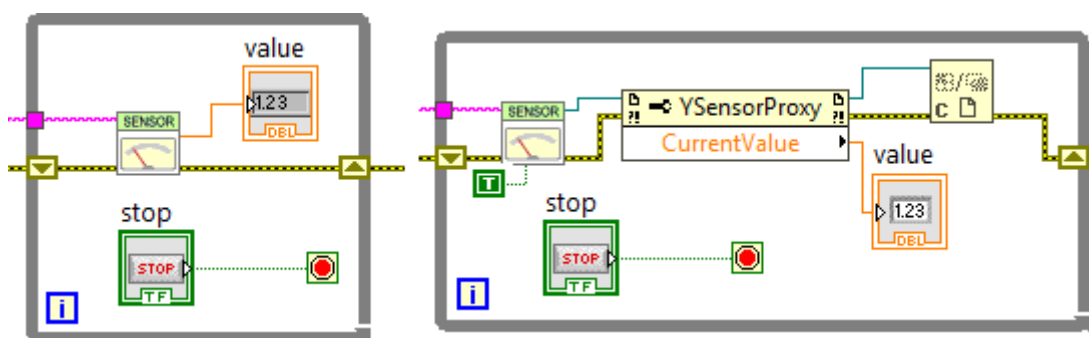 value
1.23
DBL
SENSOR
stop
STOP
TF
i
SENSOR
YSensorProxy
CurrentValue
?!
?!
C
T
value
1.23
DBL
stop
STOP
TF
i